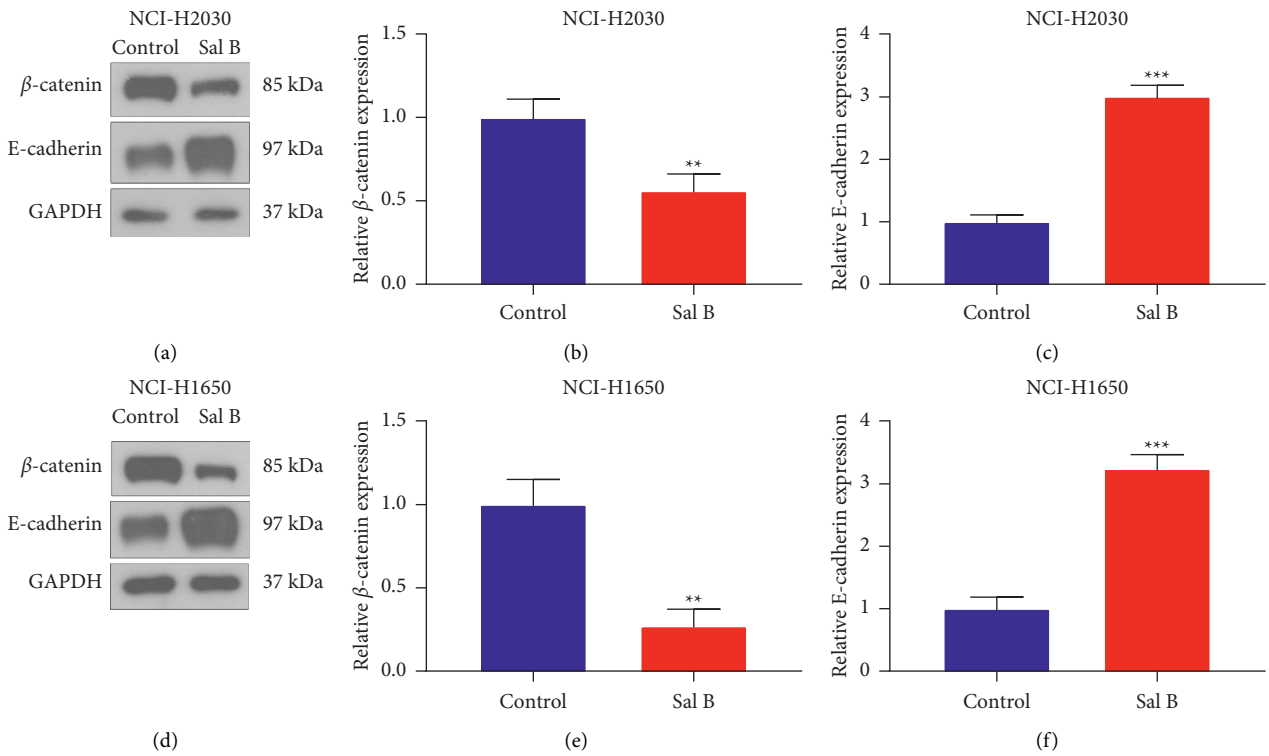 NCI-H2030
Control Sal B
β-catenin 85 kDa
E-cadherin 97 kDa
GAPDH 37 kDa
(a)
NCI-H2030
Relative β-catenin expression
1.5
1.0
0.5
0.0
**
Control Sal B
(b)
NCI-H2030
Relative E-cadherin expression
4
3
2
1
0
***
Control Sal B
(c)
NCI-H1650
Control Sal B
β-catenin 85 kDa
E-cadherin 97 kDa
GAPDH 37 kDa
(d)
NCI-H1650
Relative β-catenin expression
1.5
1.0
0.5
0.0
**
Control Sal B
(e)
NCI-H1650
Relative E-cadherin expression
4
3
2
1
0
***
Control Sal B
(f)